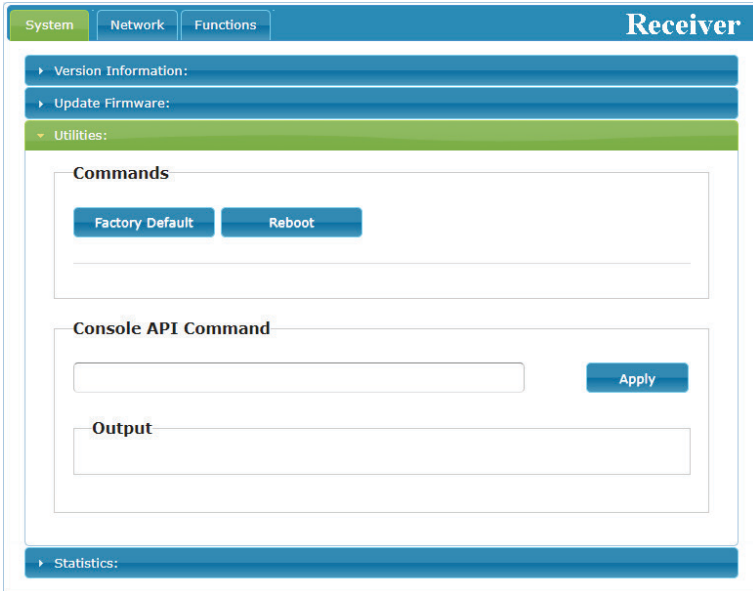 System Network Functions Receiver
Version Information:
Update Firmware:
Utilities:
Commands
Factory Default Reboot
Console API Command
Apply
Output
Statistics: